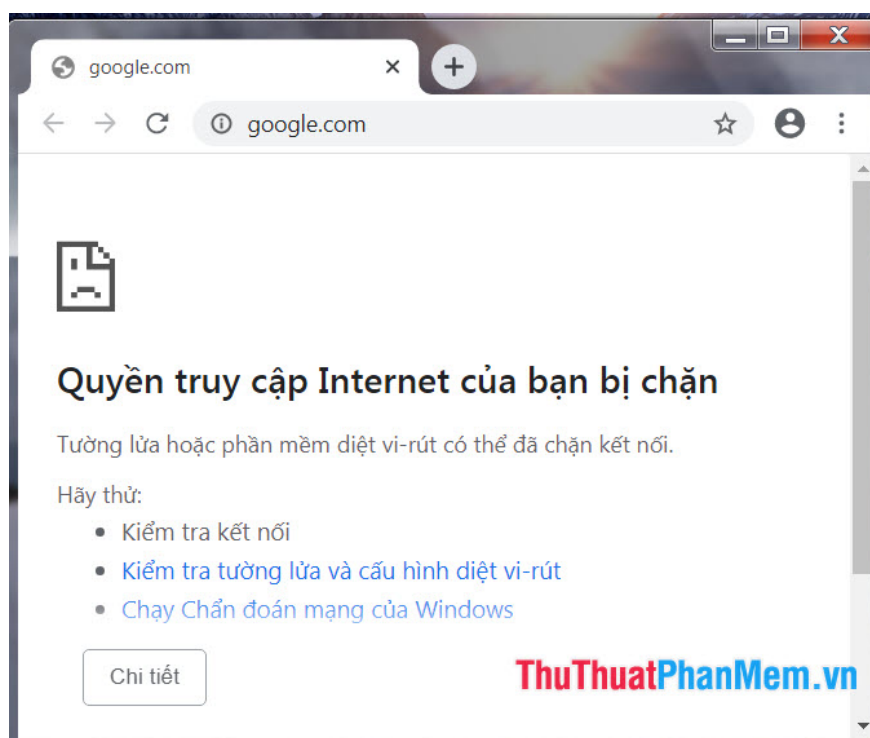 google.com
google.com
Quyền truy cập Internet của bạn bị chặn
Tường lửa hoặc phần mềm diệt vi-rút có thể đã chặn kết nối.
Hãy thử:
Kiểm tra kết nối
Kiểm tra tường lửa và cấu hình diệt vi-rút
Chạy Chẩn đoán mạng của Windows
Chi tiết
ThuThuatPhanMem.vn